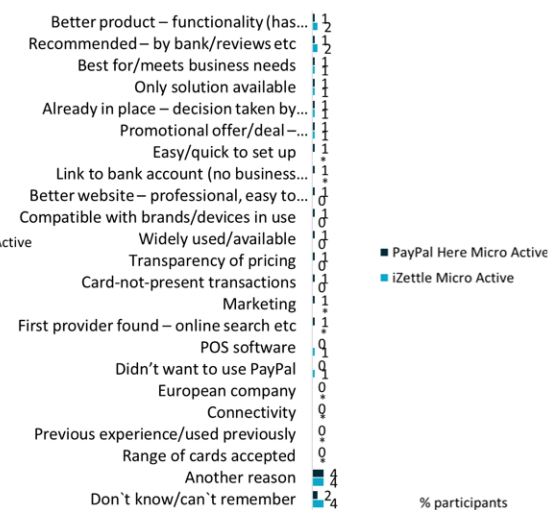 Better product – functionality (has... 1 2
Recommended – by bank/reviews etc 1 2
Best for/meets business needs 1 1
Only solution available 1 1
Already in place – decision taken by... 1 1
Promotional offer/deal –... 1 1
Easy/quick to set up 1 *
Link to bank account (no business... 1 *
Better website – professional, easy to... 1 0
Compatible with brands/devices in use 1 0
Active
Widely used/available 1 0
Transparency of pricing 1 0
Card-not-present transactions 1 0
Marketing 1 *
First provider found – online search etc 1 *
POS software 0 1
Didn't want to use PayPal 0 1
European company 0 *
Connectivity 0 *
Previous experience/used previously 0 *
Range of cards accepted 0 *
Another reason 4 4
Don`t know/can`t remember 2 4
PayPal Here Micro Active
iZettle Micro Active
% participants